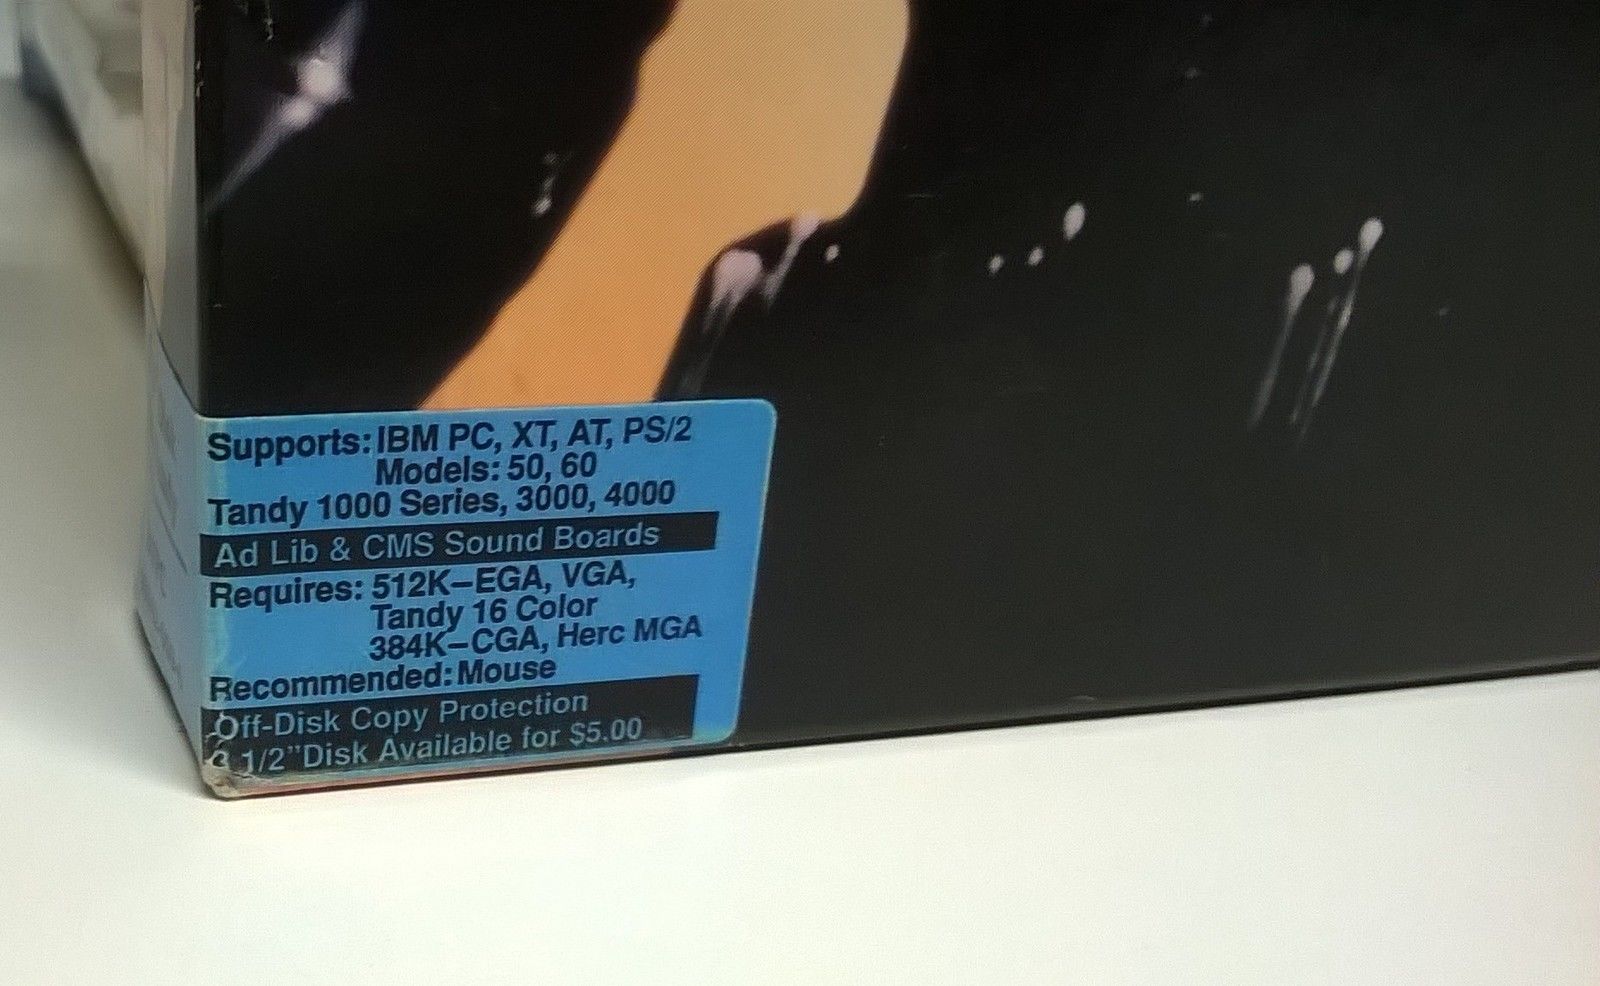 Supports: IBM PC, XT, AT, PS/2
Models: 50, 60
Tandy 1000 Series, 3000, 4000
Ad Lib & CMS Sound Boards
Requires: 512K–EGA, VGA,
Tandy 16 Color
384K–CGA, Herc MGA
Recommended: Mouse
Off-Disk Copy Protection
3 1/2" Disk Available for $5.00